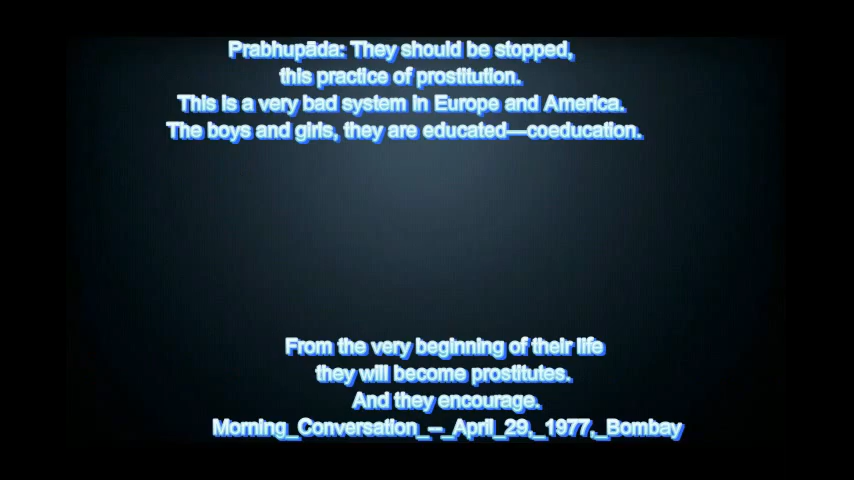 Prabhupāda: They should be stopped,
this practice of prostitution.
This is a very bad system in Europe and America.
The boys and girls, they are educated—coeducation.
From the very beginning of their life
they will become prostitutes.
And they encourage.
Morning_Conversation_--_April_29,_1977,_Bombay